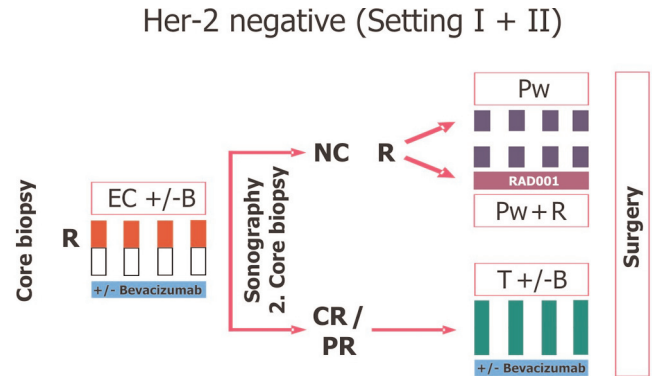 Her-2 negative (Setting I + II)
Core biopsy
R
EC +/-B
+/- Bevacizumab
Sonography
2. Core biopsy
NC R
Pw
RAD001
Pw+R
CR /
PR
T +/-B
+/- Bevacizumab
Surgery